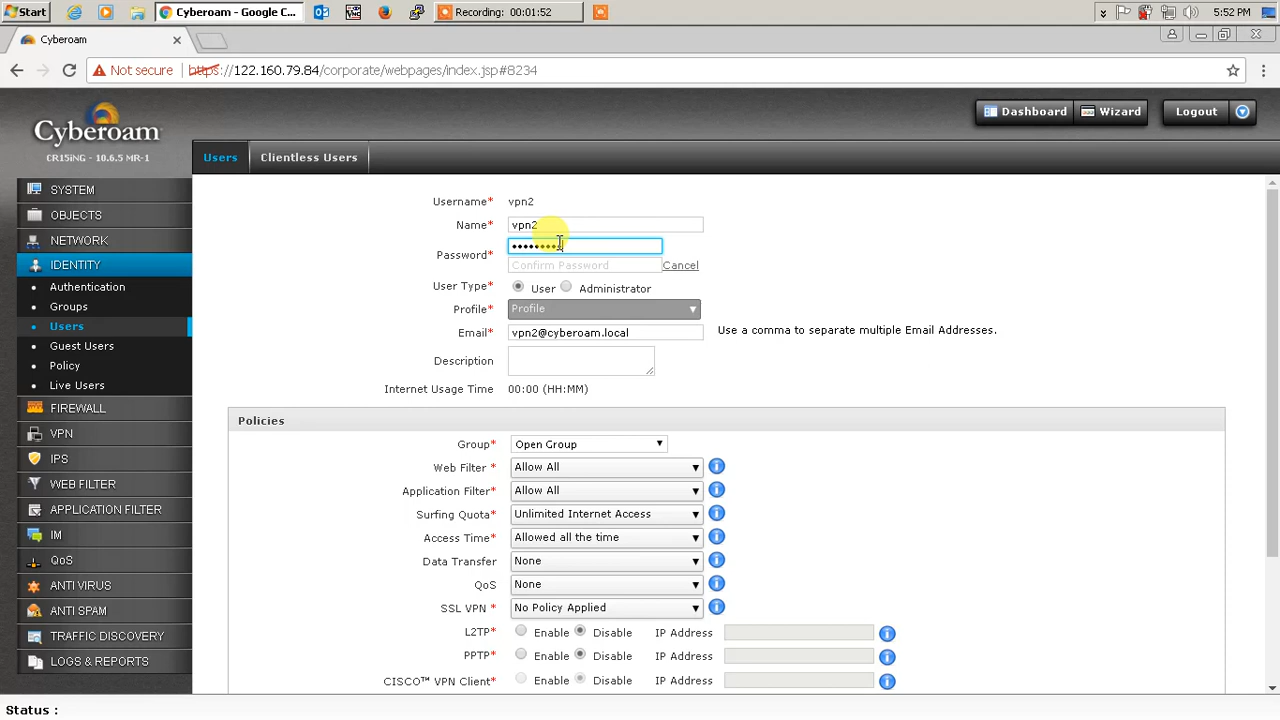 Start
Cyberoam - Google C...
Recording: 00:01:52
5:52 PM
Cyberoam
Not secure https://122.160.79.84/corporate/webpages/index.jsp#8234
Cyberoam
CR15iNG - 10.6.5 MR-1
Dashboard Wizard Logout
Users Clientless Users
SYSTEM
OBJECTS
NETWORK
IDENTITY
Authentication
Groups
Users
Guest Users
Policy
Live Users
FIREWALL
VPN
IPS
WEB FILTER
APPLICATION FILTER
IM
QoS
ANTI VIRUS
ANTI SPAM
TRAFFIC DISCOVERY
LOGS & REPORTS
Username* vpn2
Name* vpn2
Password* ••••••••
Confirm Password Cancel
User Type* User Administrator
Profile* Profile
Email* vpn2@cyberoam.local Use a comma to separate multiple Email Addresses.
Description
Internet Usage Time 00:00 (HH:MM)
Policies
Group* Open Group
Web Filter * Allow All
Application Filter* Allow All
Surfing Quota* Unlimited Internet Access
Access Time* Allowed all the time
Data Transfer None
QoS None
SSL VPN * No Policy Applied
L2TP * Enable Disable IP Address
PPTP * Enable Disable IP Address
CISCO™ VPN Client* Enable Disable IP Address
Status :